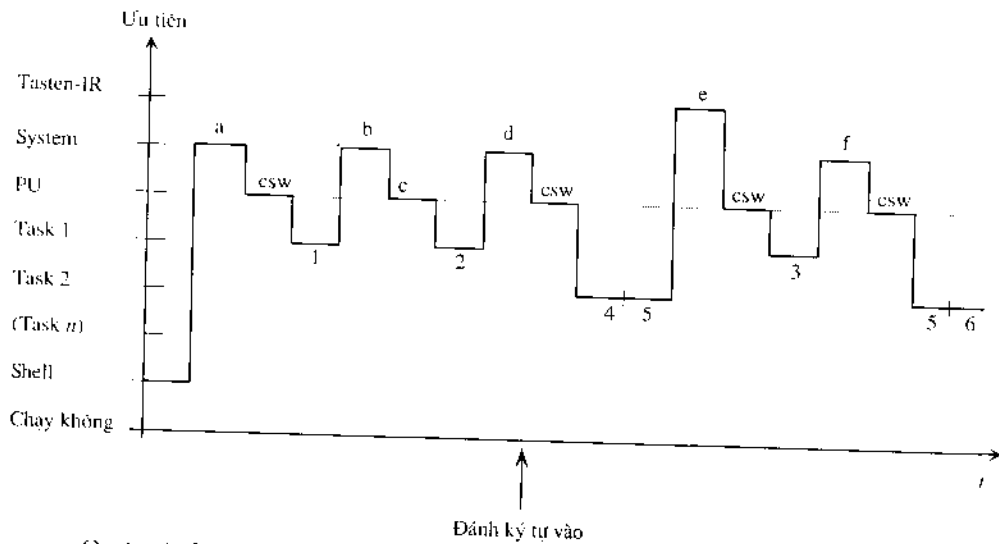 Ưu tiên
Tasten-IR
System
PU
Task 1
Task 2
(Task n)
Shell
Chạy không
a
csw
1
b
c
2
d
csw
4
5
e
csw
3
f
csw
5
6
t
Đánh ký tự vào